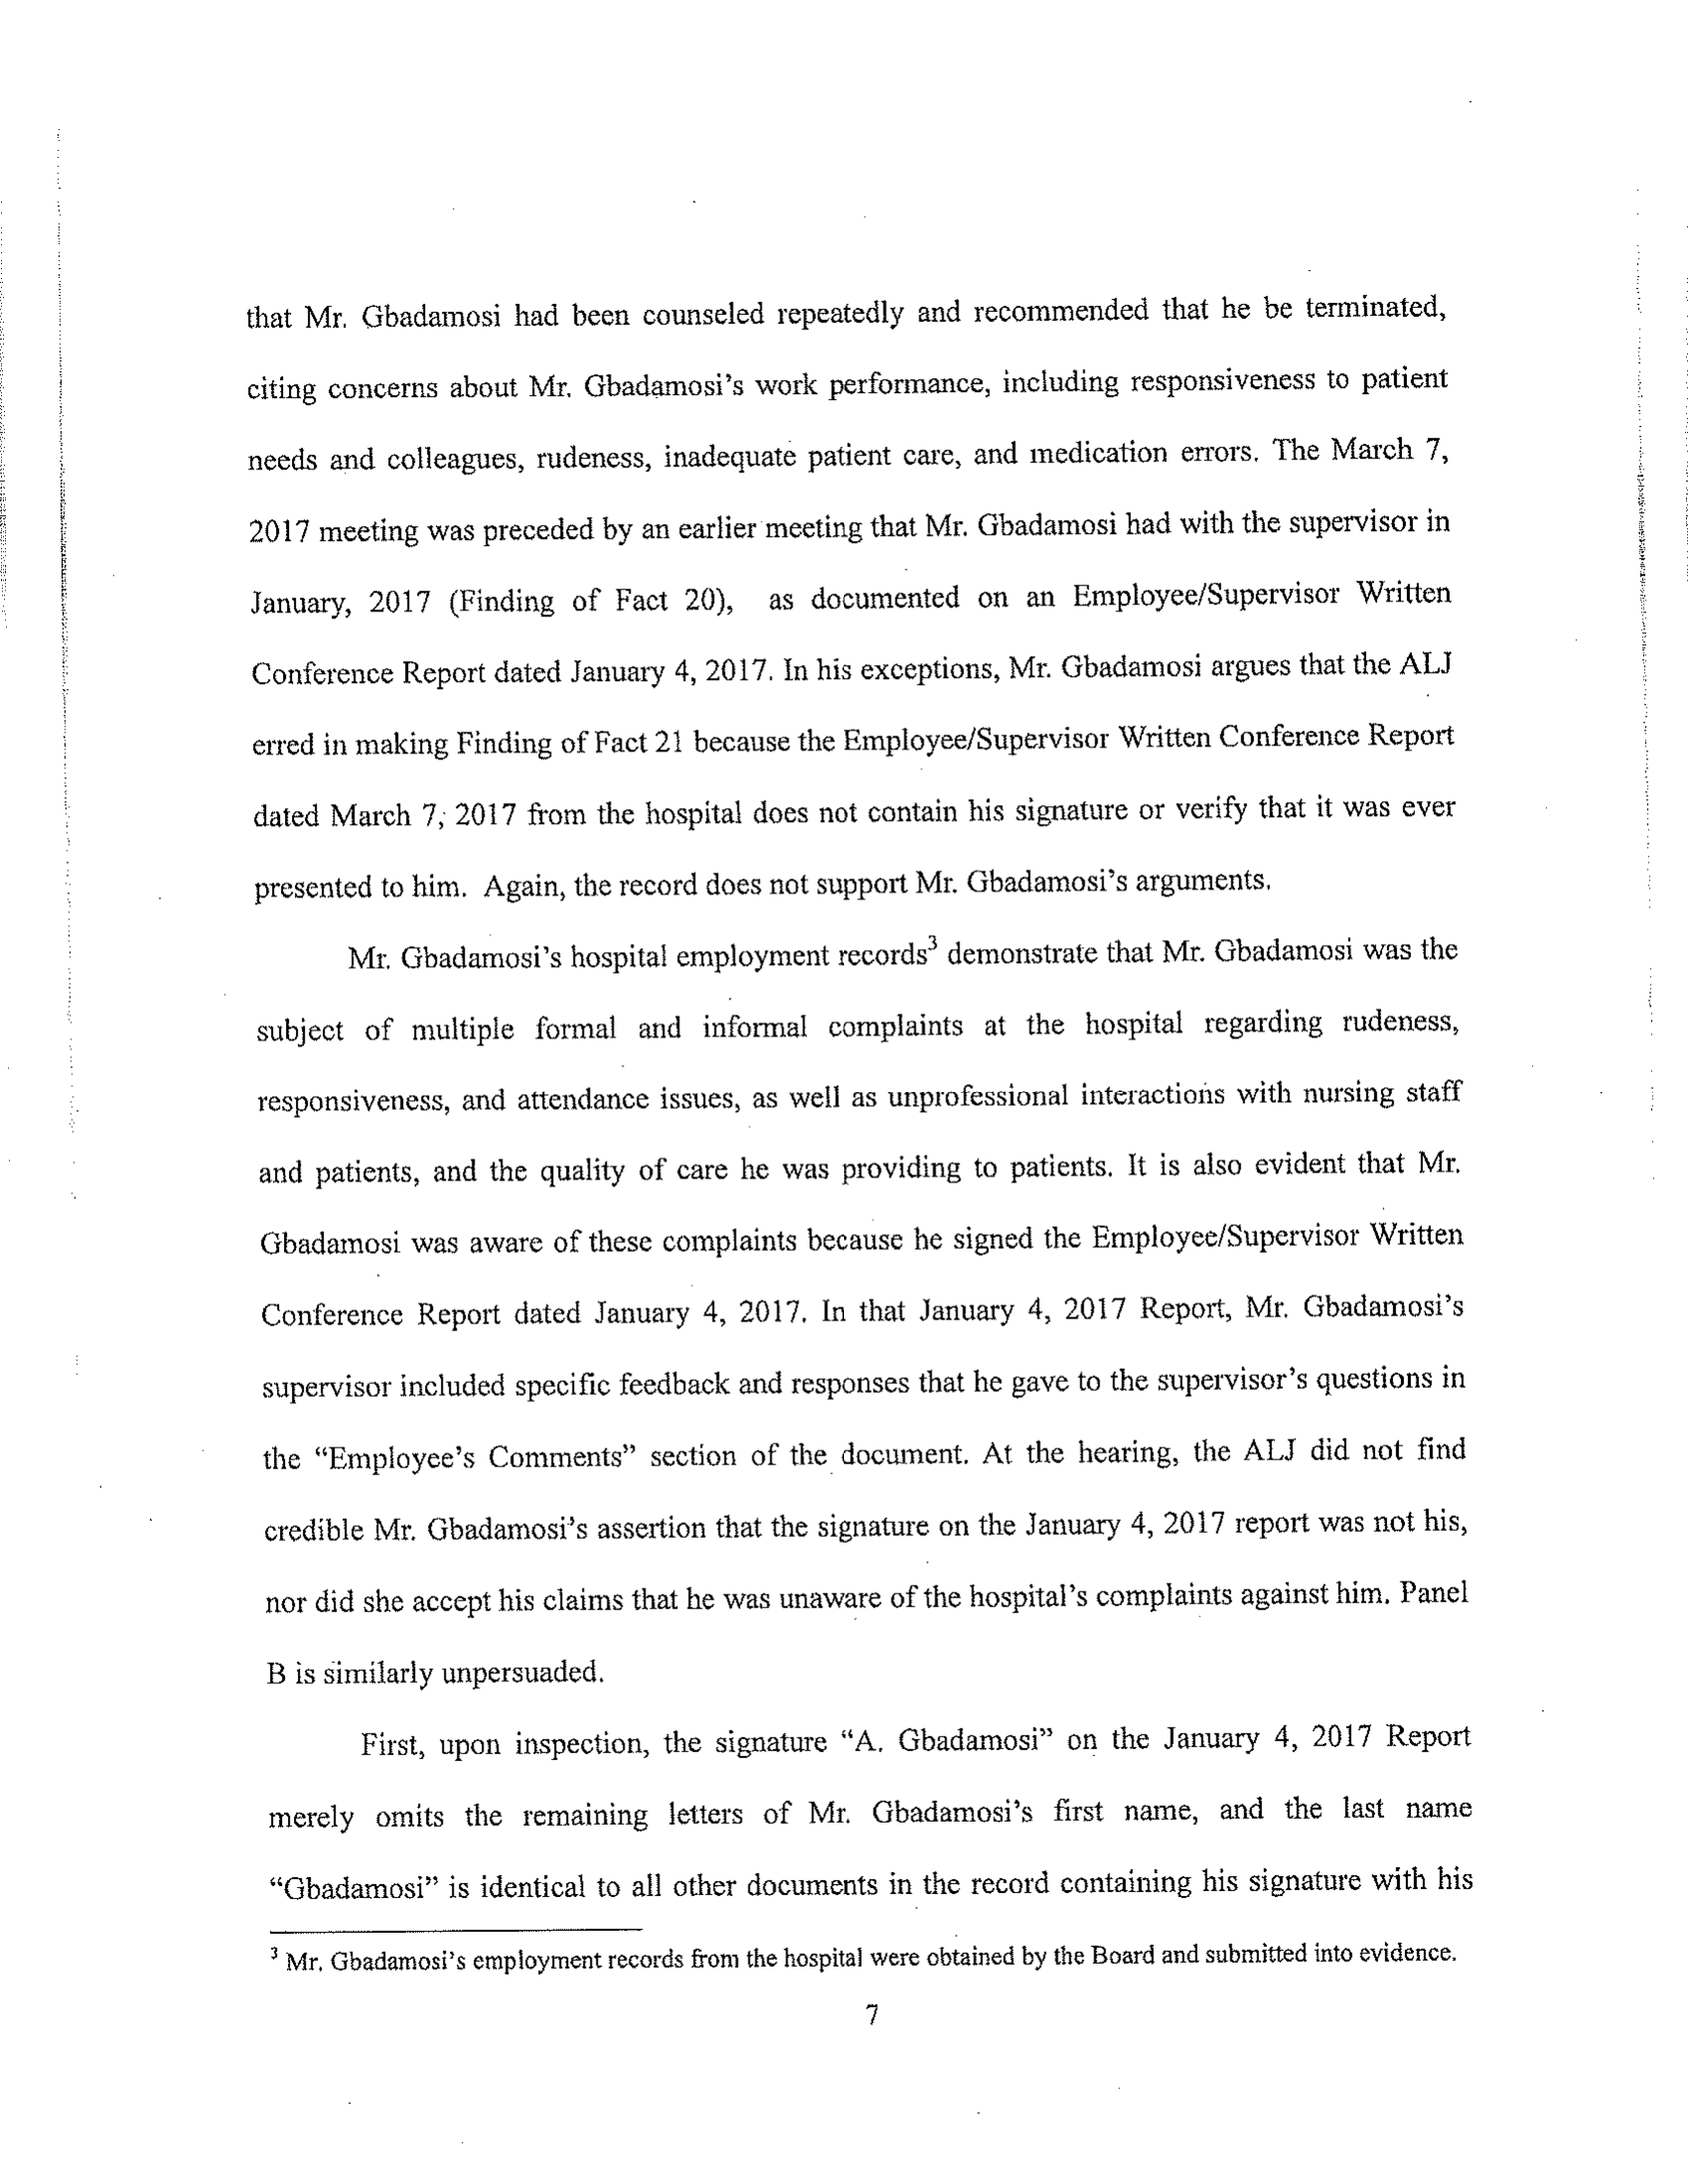 that Mr. Gbadamosi had been counseled repeatedly and recommended that he be terminated,
citing concerns about Mr. Gbadamosi's work performance, including responsiveness to patient
needs and colleagues, rudeness, inadequate patient care, and medication errors. The March 7,
2017 meeting was preceded by an earlier meeting that Mr. Gbadamosi had with the supervisor in
January, 2017 (Finding of Fact 20), as documented on an Employee/Supervisor Written
Conference Report dated January 4, 2017. In his exceptions, Mr. Gbadamosi argues that the ALJ
erred in making Finding of Fact 21 because the Employee/Supervisor Written Conference Report
dated March 7, 2017 from the hospital does not contain his signature or verify that it was ever
presented to him. Again, the record does not support Mr. Gbadamosi's arguments.
Mr. Gbadamosi's hospital employment records³ demonstrate that Mr. Gbadamosi was the
subject of multiple formal and informal complaints at the hospital regarding rudeness,
responsiveness, and attendance issues, as well as unprofessional interactions with nursing staff
and patients, and the quality of care he was providing to patients. It is also evident that Mr.
Gbadamosi was aware of these complaints because he signed the Employee/Supervisor Written
Conference Report dated January 4, 2017. In that January 4, 2017 Report, Mr. Gbadamosi's
supervisor included specific feedback and responses that he gave to the supervisor's questions in
the “Employee's Comments” section of the document. At the hearing, the ALJ did not find
credible Mr. Gbadamosi's assertion that the signature on the January 4, 2017 report was not his,
nor did she accept his claims that he was unaware of the hospital's complaints against him. Panel
B is similarly unpersuaded.
First, upon inspection, the signature “A. Gbadamosi” on the January 4, 2017 Report
merely omits the remaining letters of Mr. Gbadamosi's first name, and the last name
“Gbadamosi” is identical to all other documents in the record containing his signature with his
³ Mr. Gbadamosi's employment records from the hospital were obtained by the Board and submitted into evidence.
7